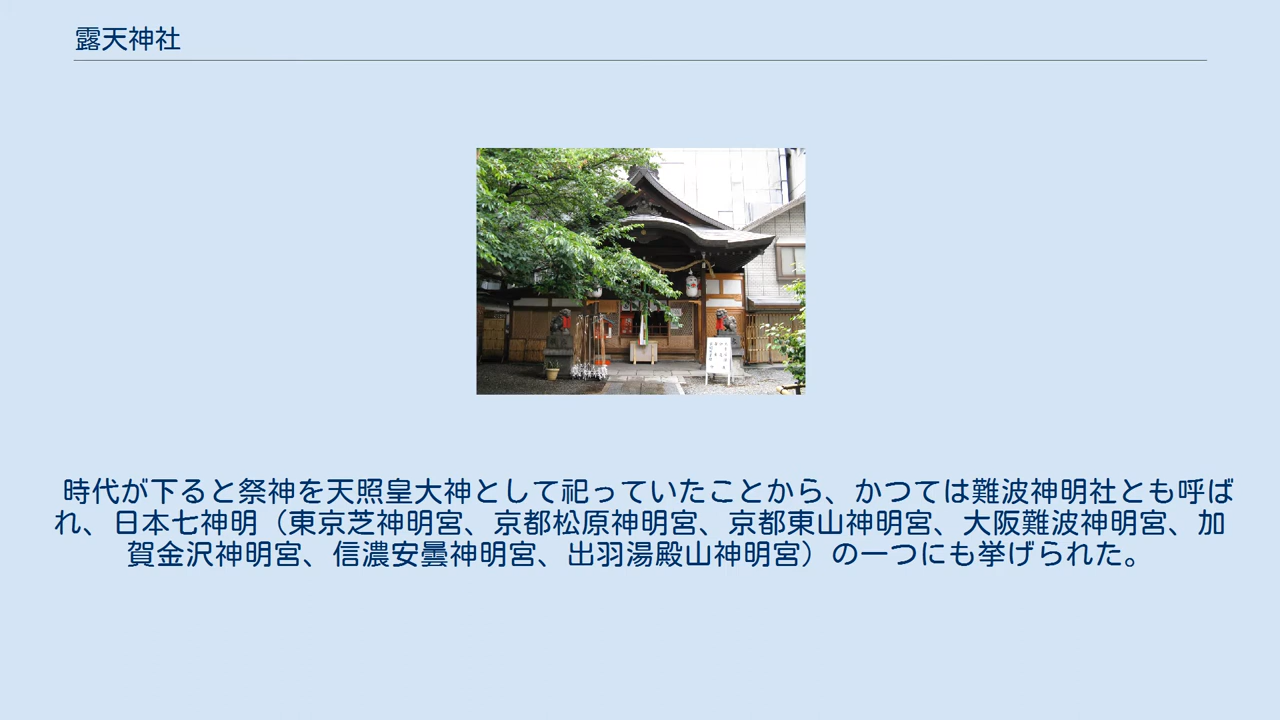 露天神社
時代が下ると祭神を天照皇大神として祀っていたことから、かつては難波神明社とも呼ば
れ、日本七神明（東京芝神明宮、京都松原神明宮、京都東山神明宮、大阪難波神明宮、加
賀金沢神明宮、信濃安曇神明宮、出羽湯殿山神明宮）の一つにも挙げられた。